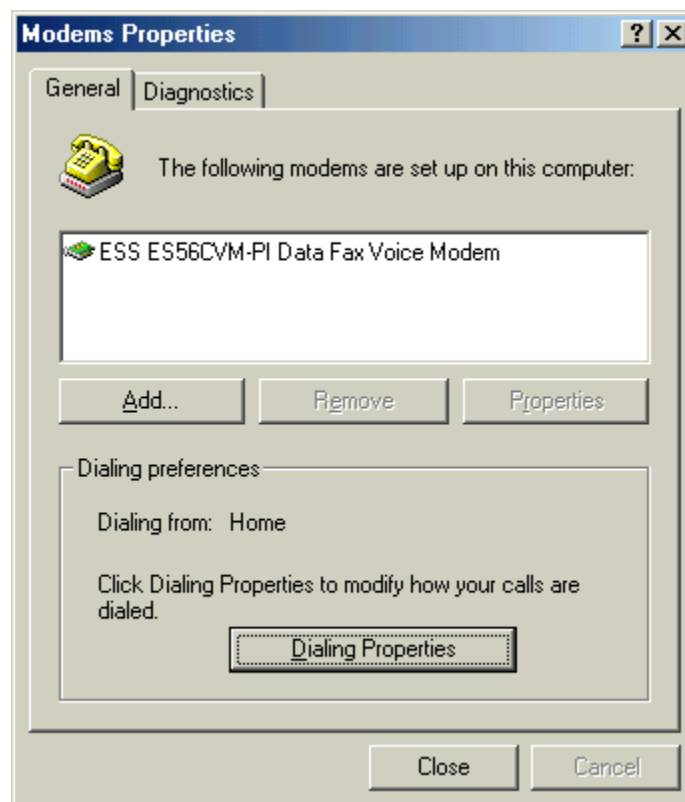 Modems Properties
General
Diagnostics
The following modems are set up on this computer:
ESS ES56CVM-PI Data Fax Voice Modem
Add...
Remove
Properties
Dialing preferences
Dialing from: Home
Click Dialing Properties to modify how your calls are
dialed.
Dialing Properties
Close
Cancel